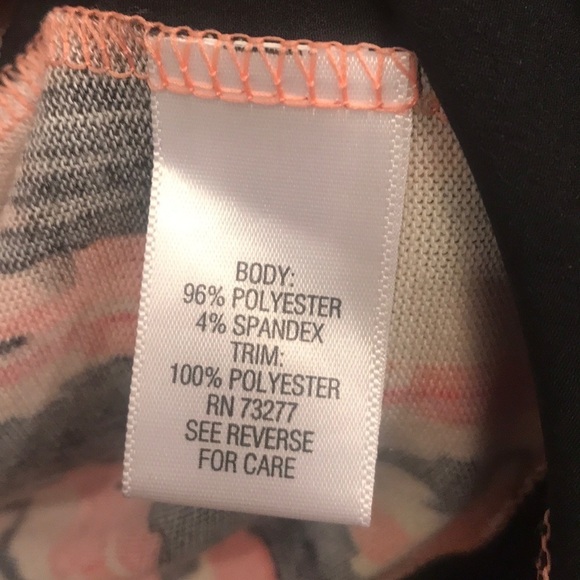 BODY:
96% POLYESTER
4% SPANDEX
TRIM:
100% POLYESTER
RN 73277
SEE REVERSE
FOR CARE